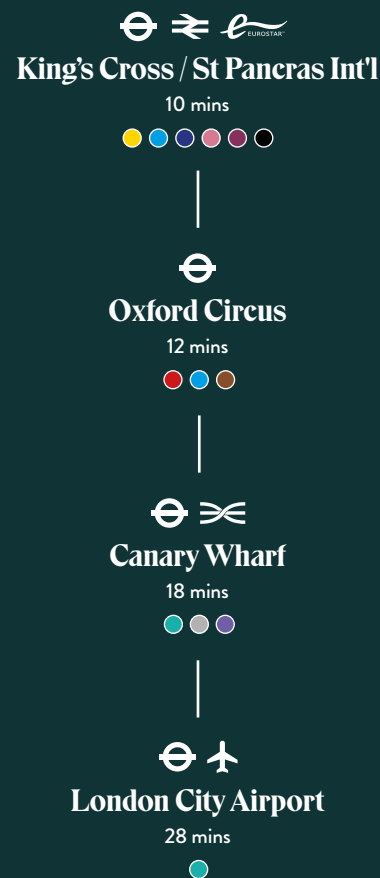 EUROSTAR™
King's Cross / St Pancras Int'l
10 mins
Oxford Circus
12 mins
Canary Wharf
18 mins
London City Airport
28 mins